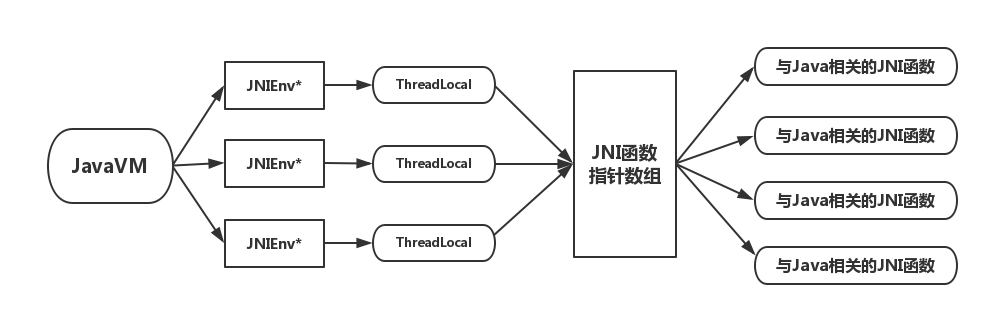 JavaVM
JNIEnv*
JNIEnv*
JNIEnv*
ThreadLocal
ThreadLocal
ThreadLocal
JNI函数
指针数组
与Java相关的JNI函数
与Java相关的JNI函数
与Java相关的JNI函数
与Java相关的JNI函数